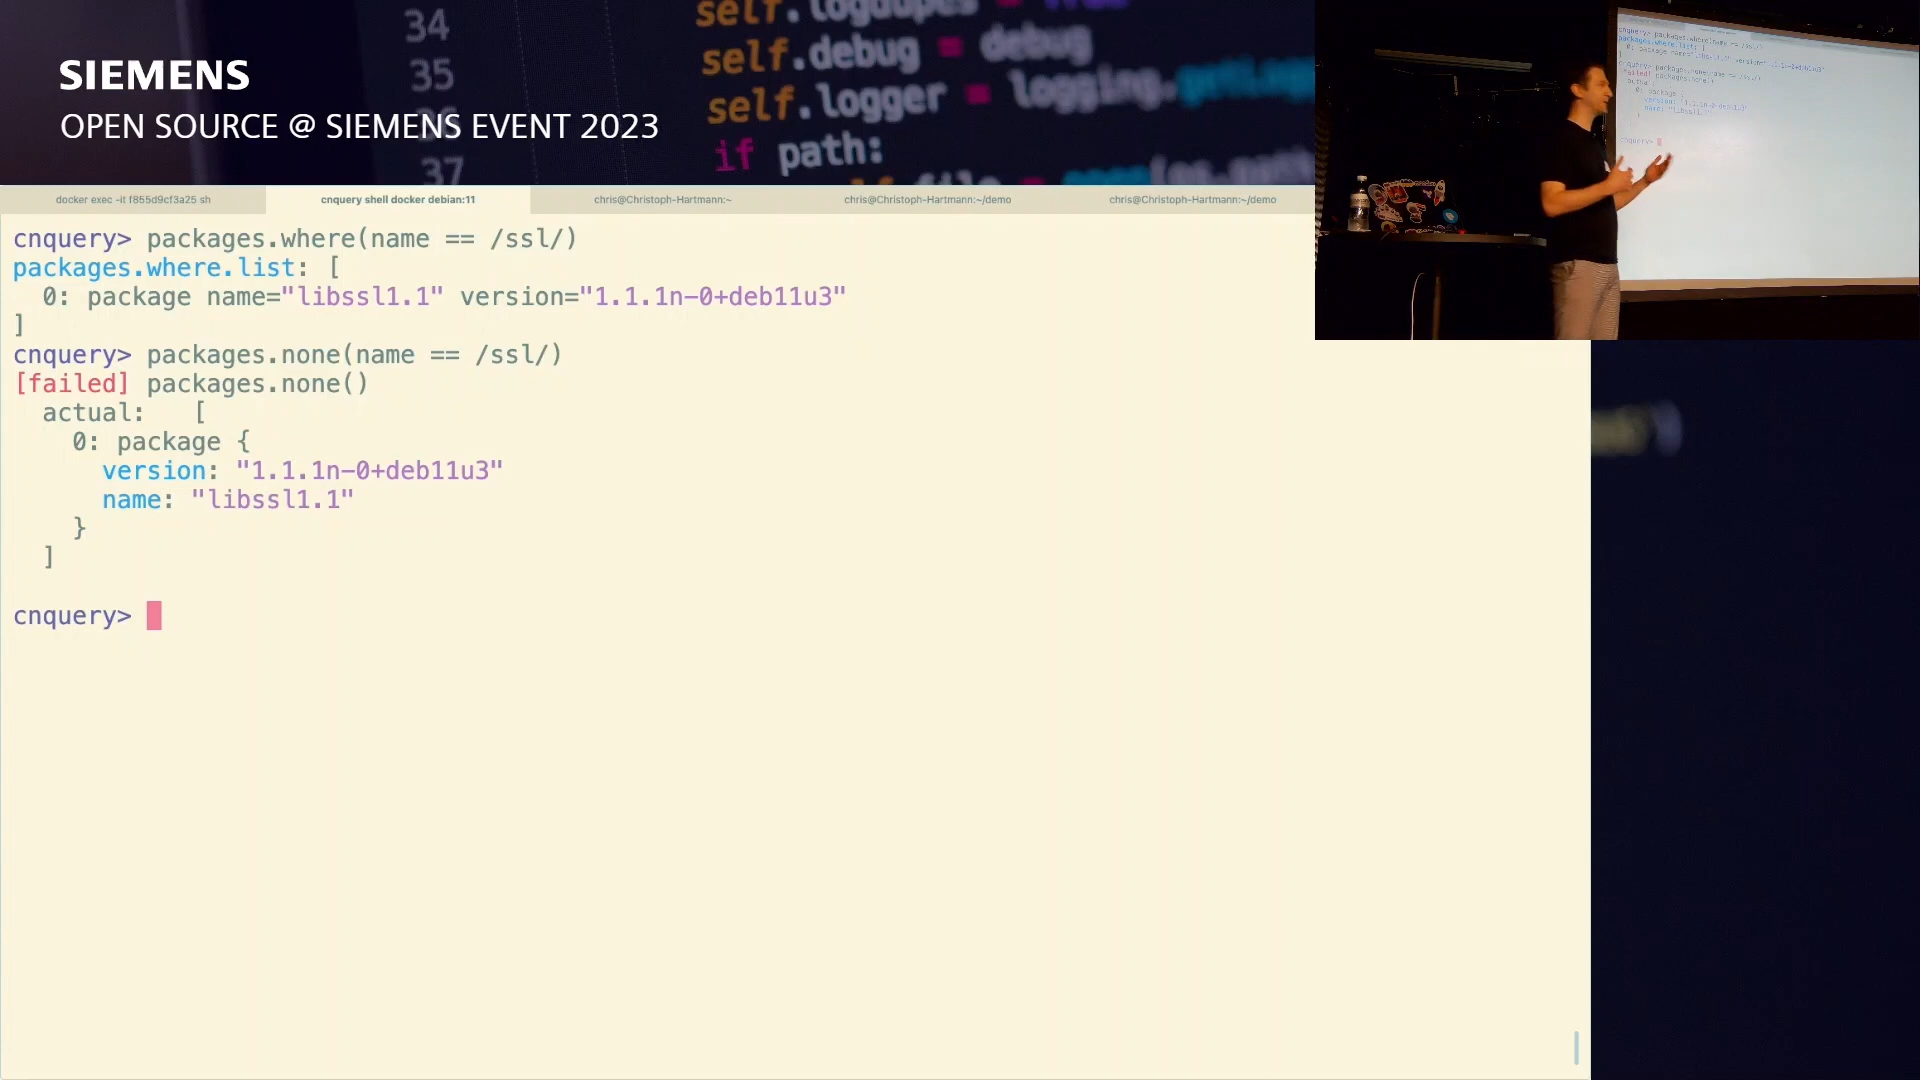 SIEMENS
OPEN SOURCE @ SIEMENS EVENT 2023
34
35
36
37
self.debug = debug
self.logger = logging.
if path:
docker exec -it f855d9cf3a25 sh
cnquery shell docker debian:11
chris@Christoph-Hartmann:~
chris@Christoph-Hartmann:~/demo
chris@Christoph-Hartmann:~/demo
cnquery> packages.where(name == /ssl/)
packages.where.list: [
0: package name="libssl1.1" version="1.1.1n-0+deb11u3"
]
cnquery> packages.none(name == /ssl/)
[failed] packages.none()
actual: [
0: package {
version: "1.1.1n-0+deb11u3"
name: "libssl1.1"
}
]
cnquery>